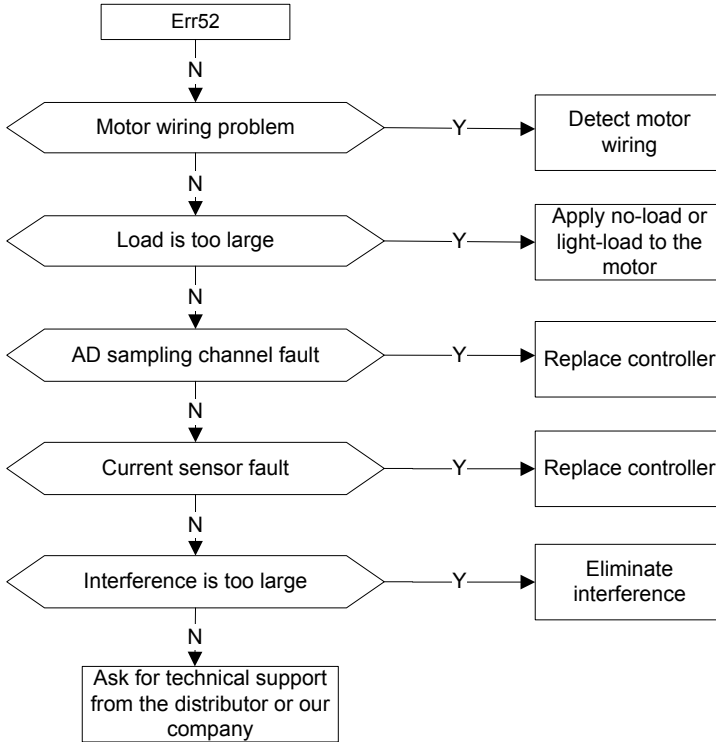 Err52
N
Motor wiring problem
Y
Detect motor
wiring
N
Load is too large
Y
Apply no-load or
light-load to the
motor
N
AD sampling channel fault
Y
Replace controller
N
Current sensor fault
Y
Replace controller
N
Interference is too large
Y
Eliminate
interference
N
Ask for technical support
from the distributor or our
company